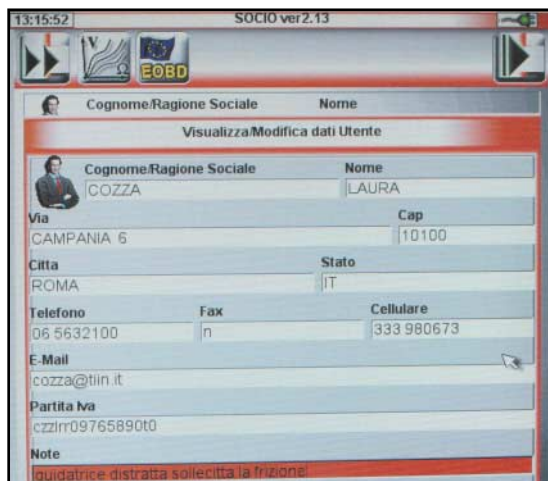 13:15:52 SOCIO ver2.13
V
Ω
EOBD
Cognome/Ragione Sociale Nome
Visualizza/Modifica dati Utente
Cognome/Ragione Sociale Nome
COZZA LAURA
Via Cap
CAMPANIA 6 10100
Citta Stato
ROMA IT
Telefono Fax Cellulare
06 5632100 n 333 980673
E-Mail
cozza@tiin.it
Partita Iva
czzlrr09765890t0
Note
guidatrice distratta sollecitta la frizione